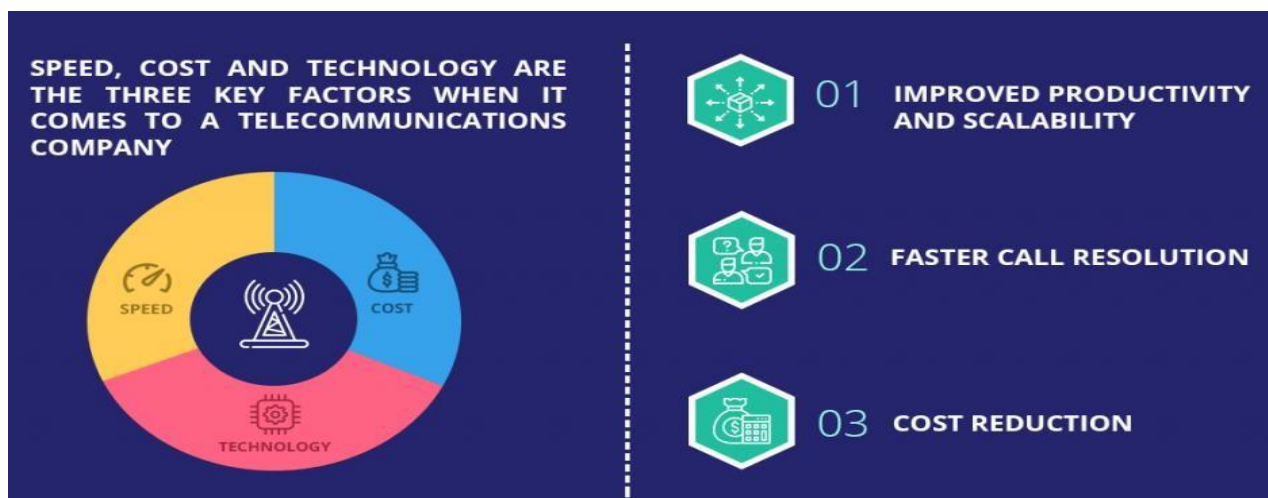 SPEED, COST AND TECHNOLOGY ARE
THE THREE KEY FACTORS WHEN IT
COMES TO A TELECOMMUNICATIONS
COMPANY
SPEED
COST
TECHNOLOGY
01 IMPROVED PRODUCTIVITY
AND SCALABILITY
02 FASTER CALL RESOLUTION
03 COST REDUCTION